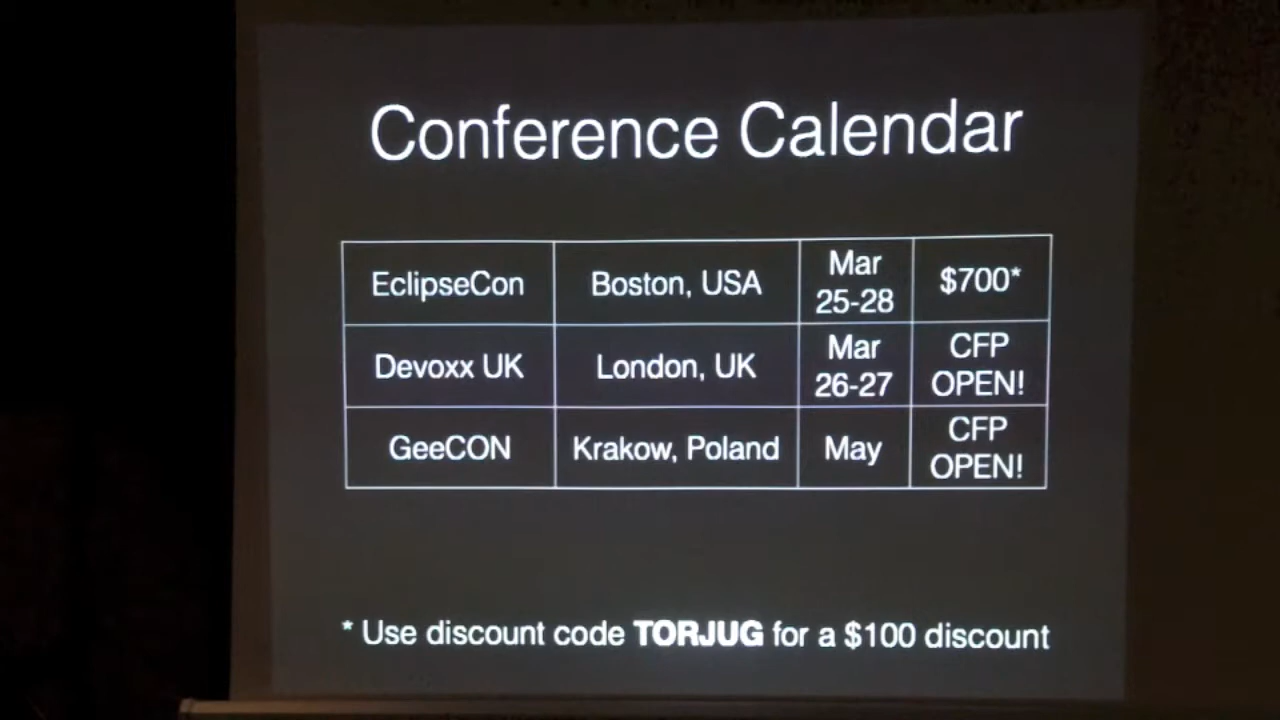 Conference Calendar
EclipseCon
Boston, USA
Mar
25-28
$700*
Devoxx UK
London, UK
Mar
26-27
CFP
OPEN!
GeeCON
Krakow, Poland
May
CFP
OPEN!
* Use discount code TORJUG for a $100 discount